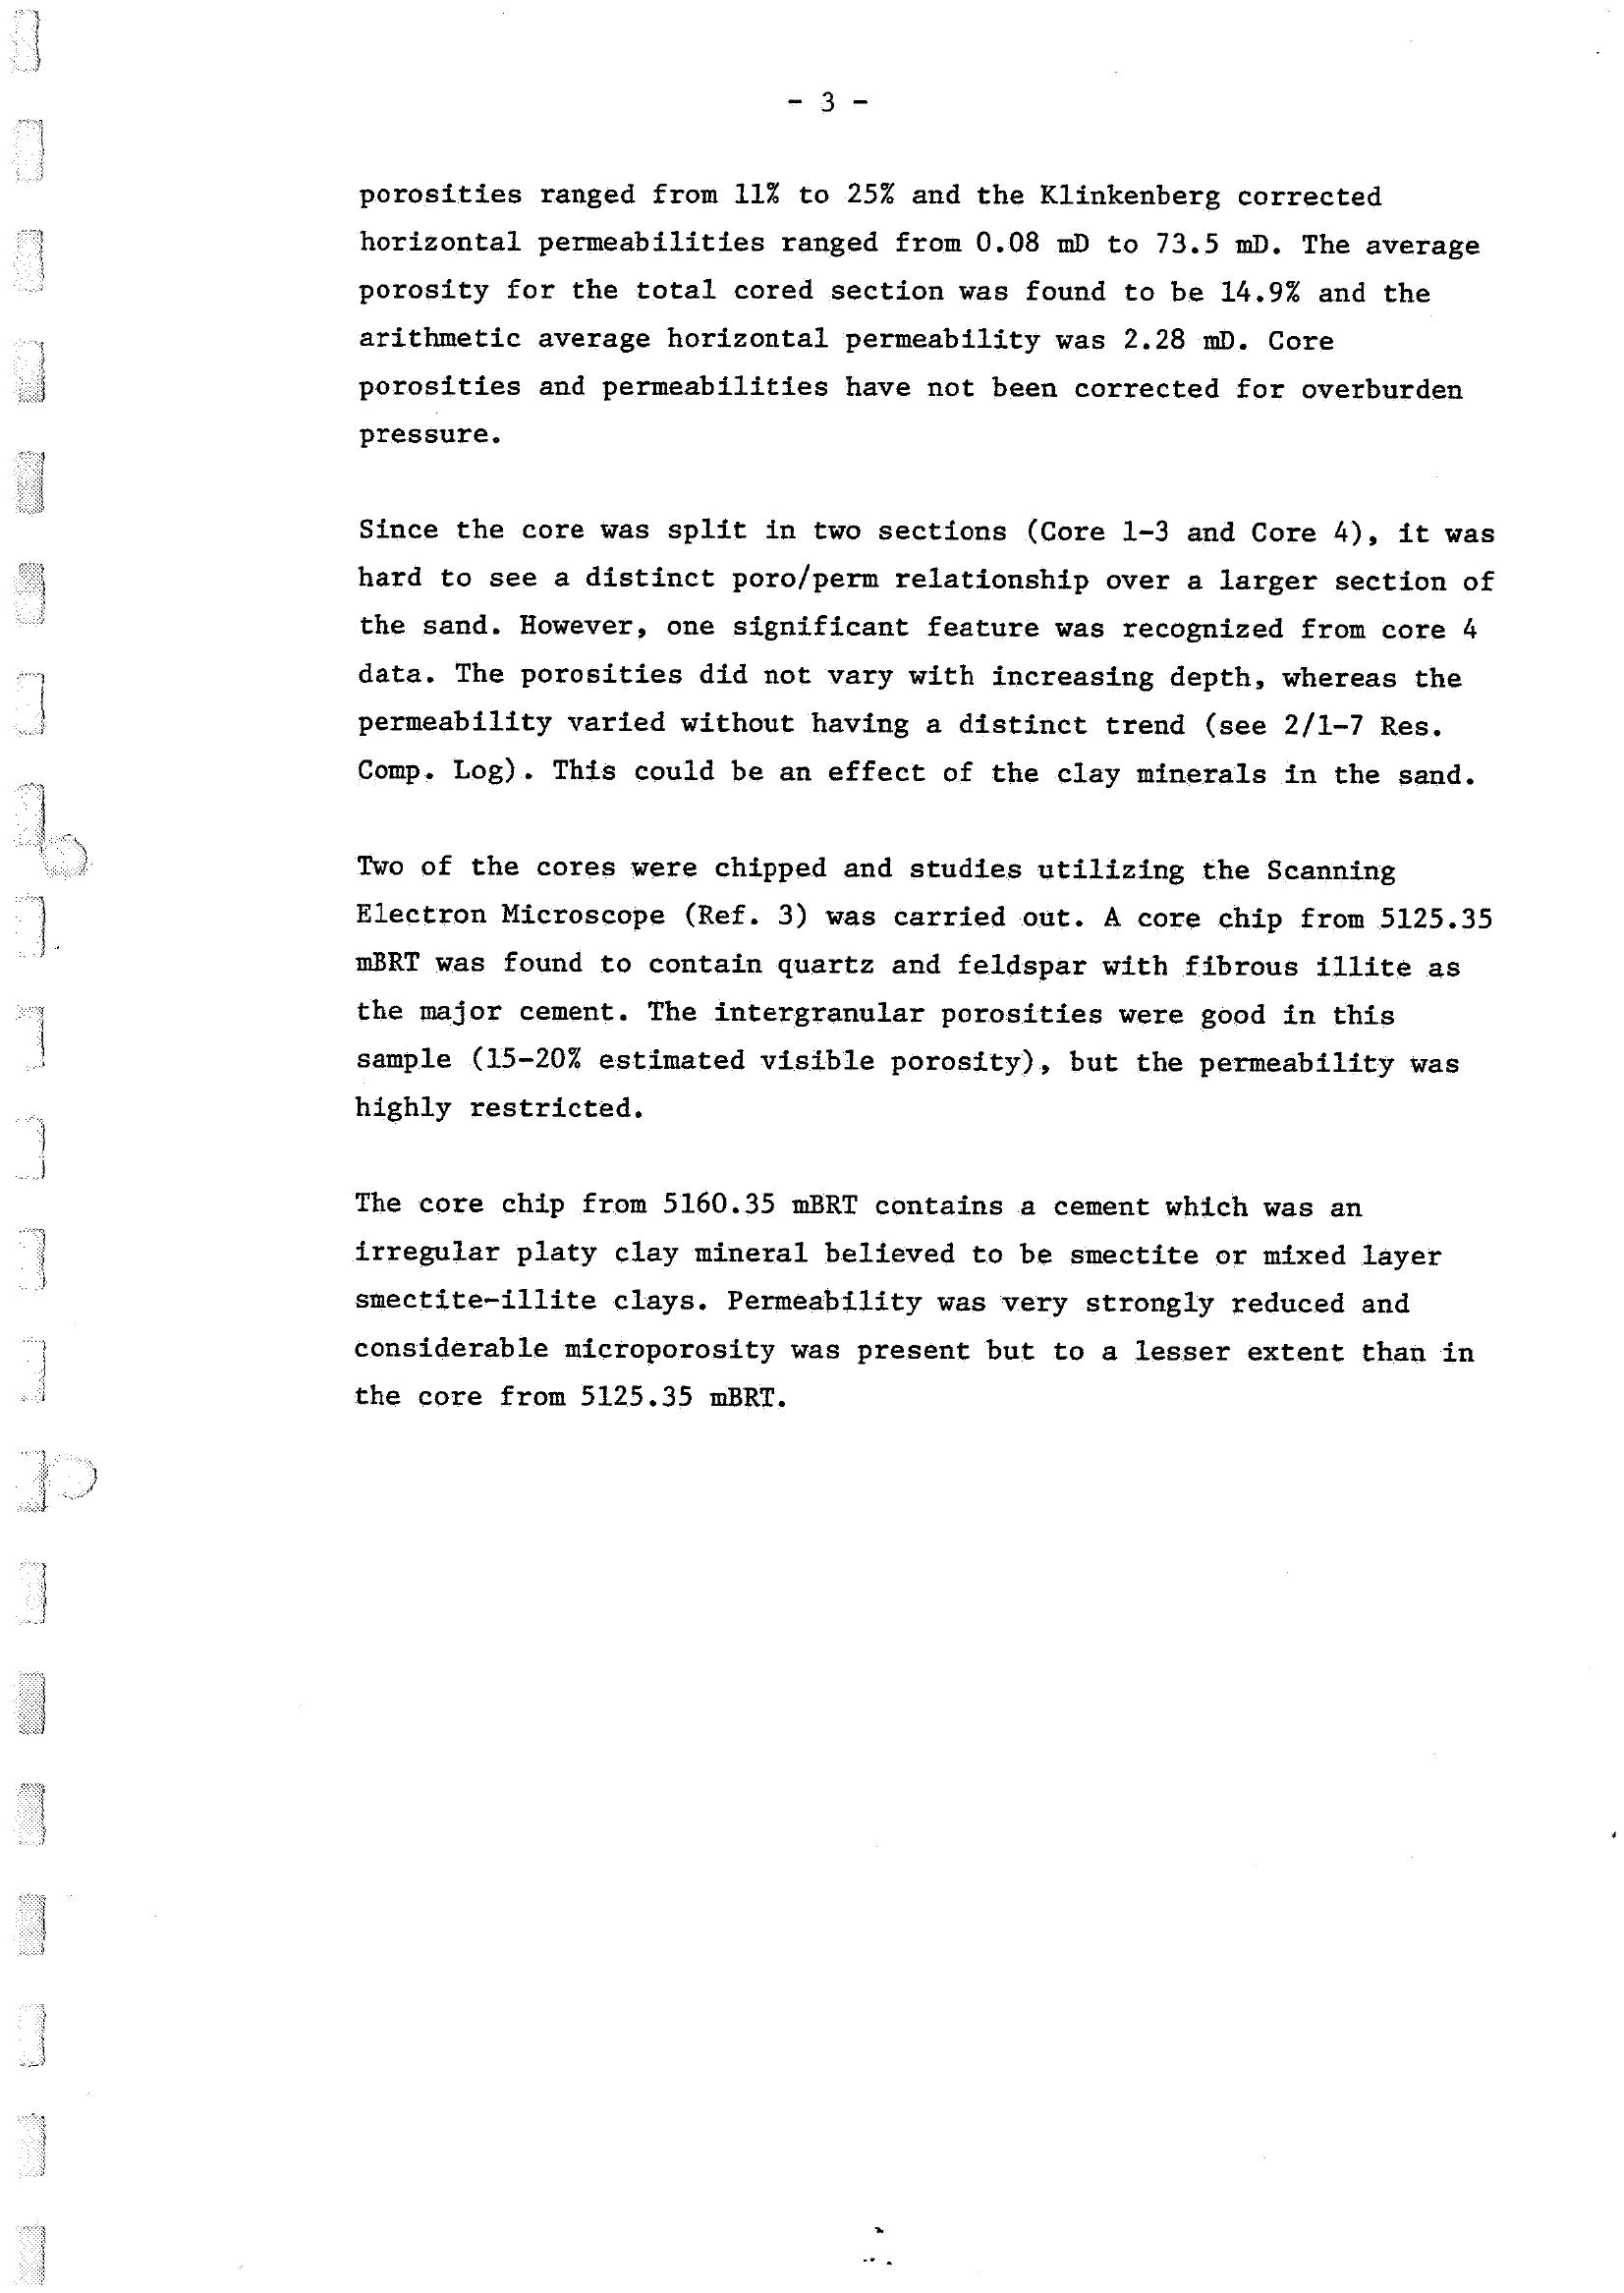 - 3 -
porosities ranged from 11% to 25% and the Klinkenberg corrected
horizontal permeabilities ranged from 0.08 mD to 73.5 mD. The average
porosity for the total cored section was found to be 14.9% and the
arithmetic average horizontal permeability was 2.28 mD. Core
porosities and permeabilities have not been corrected for overburden
pressure.
Since the core was split in two sections (Core 1-3 and Core 4), it was
hard to see a distinct poro/perm relationship over a larger section of
the sand. However, one significant feature was recognized from core 4
data. The porosities did not vary with increasing depth, whereas the
permeability varied without having a distinct trend (see 2/1-7 Res.
Comp. Log). This could be an effect of the clay minerals in the sand.
Two of the cores were chipped and studies utilizing the Scanning
Electron Microscope (Ref. 3) was carried out. A core chip from 5125.35
mBRT was found to contain quartz and feldspar with fibrous illite as
the major cement. The intergranular porosities were good in this
sample (15-20% estimated visible porosity), but the permeability was
highly restricted.
The core chip from 5160.35 mBRT contains a cement which was an
irregular platy clay mineral believed to be smectite or mixed layer
smectite-illite clays. Permeability was very strongly reduced and
considerable microporosity was present but to a lesser extent than in
the core from 5125.35 mBRT.